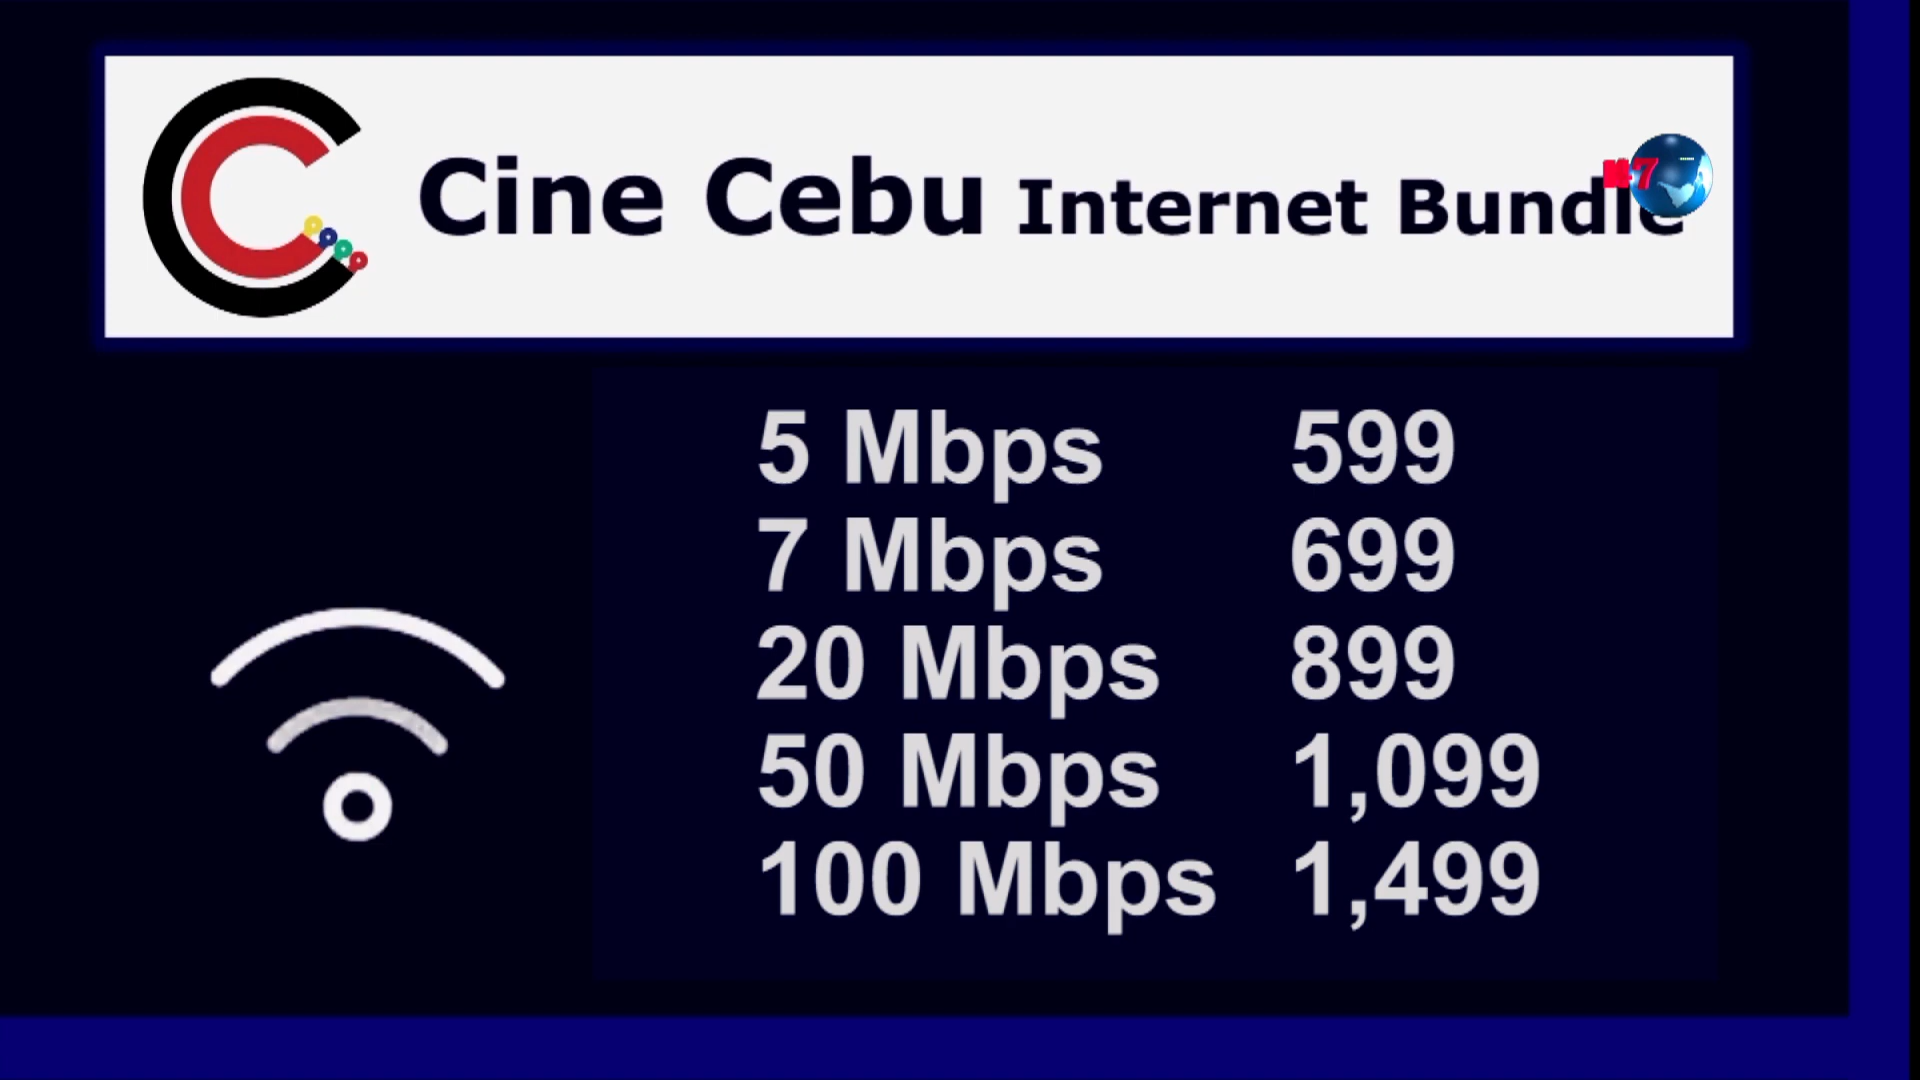 Cine Cebu Internet Bundle
5 Mbps 599
7 Mbps 699
20 Mbps 899
50 Mbps 1,099
100 Mbps 1,499